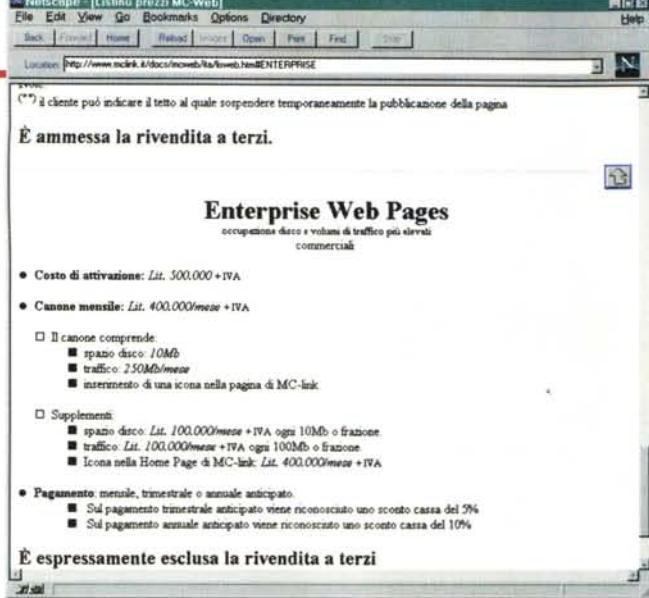 Netscape - [Listino prezzi MC-Web]
File Edit View Go Bookmarks Options Directory Help
Back Forward Home Reload Images Open Print Find Stop
Location: http://www.mclink.it/docs/mcweb/ita/lisweb.htm#ENTERPRISE
(**) il cliente può indicare il tetto al quale sospendere temporaneamente la pubblicazione della pagina
È ammessa la rivendita a terzi.
Enterprise Web Pages
occupazione disco e volumi di traffico più elevati
commerciali
Costo di attivazione: Lit. 500.000 +IVA
Canone mensile: Lit. 400.000/mese +IVA
Il canone comprende:
spazio disco: 10Mb
traffico: 250Mb/mese
inserimento di una icona nella pagina di MC-link
Supplementi:
spazio disco: Lit. 100.000/mese +IVA ogni 10Mb o frazione.
traffico: Lit. 100.000/mese +IVA ogni 100Mb o frazione.
Icona nella Home Page di MC-link: Lit. 400.000/mese +IVA
Pagamento: mensile, trimestrale o annuale anticipato.
Sul pagamento trimestrale anticipato viene riconosciuto uno sconto cassa del 5%
Sul pagamento annuale anticipato viene riconosciuto uno sconto cassa del 10%
È espressamente esclusa la rivendita a terzi